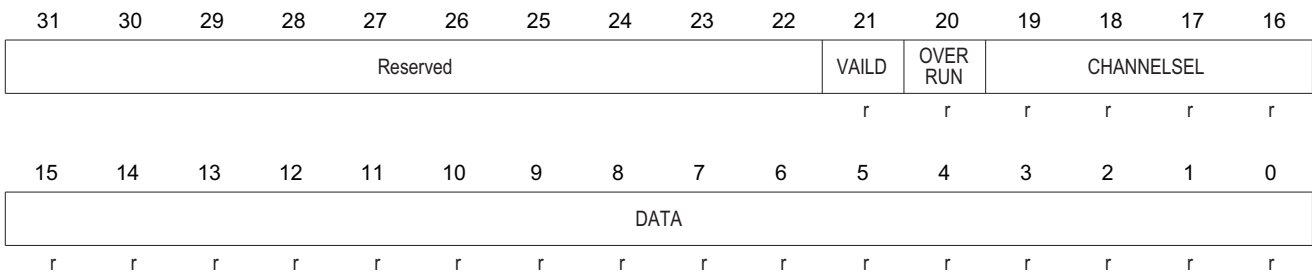 31 30 29 28 27 26 25 24 23 22 21 20 19 18 17 16
Reserved VAILD OVER RUN CHANNELSEL
r r r r r r
15 14 13 12 11 10 9 8 7 6 5 4 3 2 1 0
DATA
r r r r r r r r r r r r r r r r